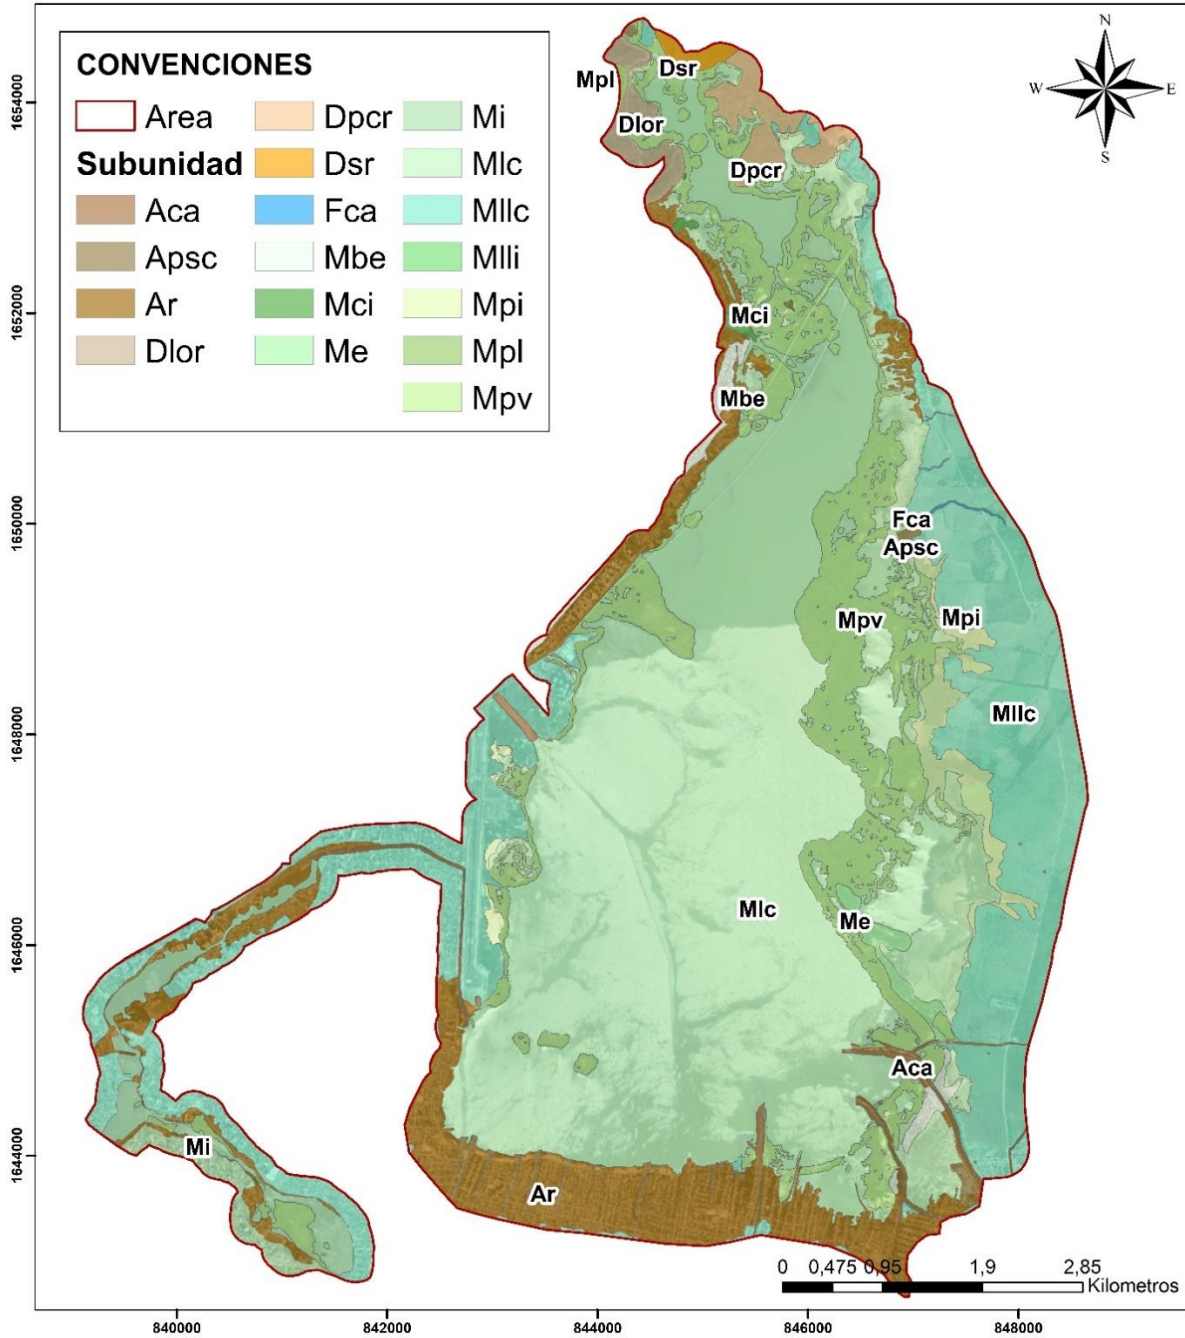 CONVENCIONES
Area
Subunidad
Aca
Apsc
Ar
Dlor
Dpcr
Dsr
Fca
Mbe
Mci
Me
Mi
Mlc
Mllc
Mlli
Mpi
Mpl
Mpv
N
W
E
S
Mpl
Dsr
Dlor
Dpcr
Mci
Mbe
Fca
Apsc
Mpv
Mpi
Mllc
Mlc
Me
Aca
Mi
Ar
0 0,475 0,95 1,9 2,85
Kilometros
1654000
1652000
1650000
1648000
1646000
1644000
840000 842000 844000 846000 848000